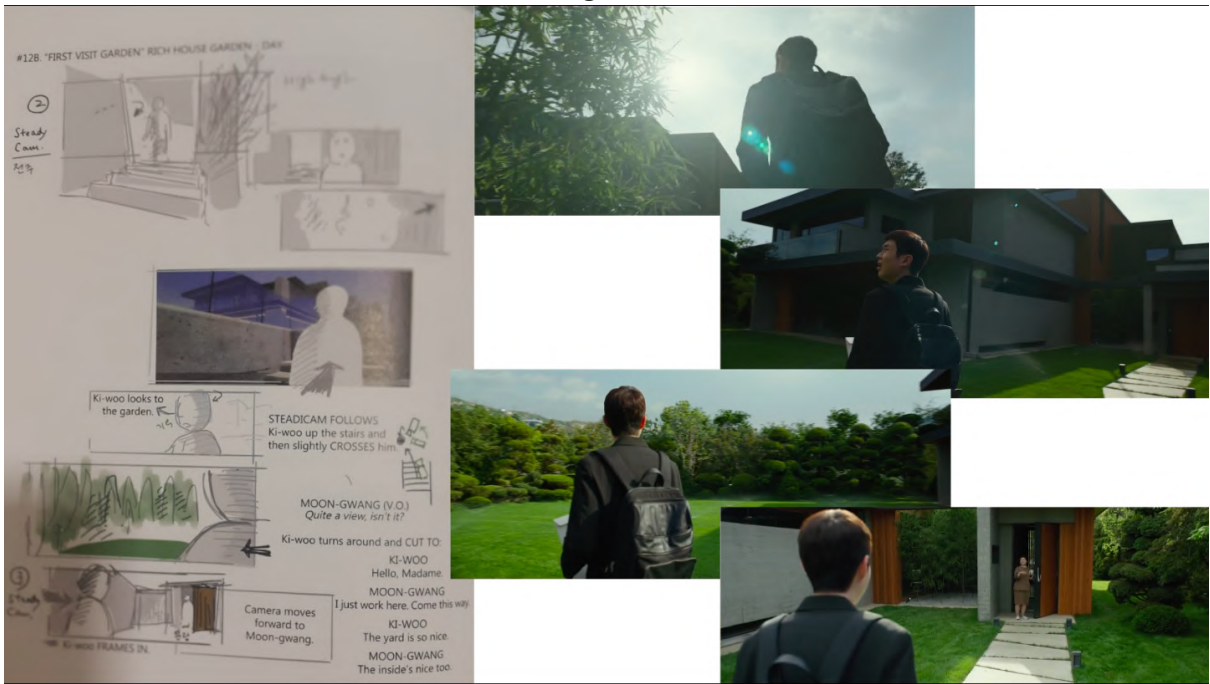 #12B. "FIRST VISIT GARDEN" RICH HOUSE GARDEN - DAY
2
Steady
Cam.
Ki-woo looks to
the garden.
STEADICAM FOLLOWS
Ki-woo up the stairs and
then slightly CROSSES him.
MOON-GWANG (V.O.)
Quite a view, isn't it?
Ki-woo turns around and CUT TO:
KI-WOO
Hello, Madame.
MOON-GWANG
I just work here. Come this way.
KI-WOO
The yard is so nice.
MOON-GWANG
The inside's nice too.
3
Steady
Cam.
Camera moves
forward to
Moon-gwang.
Ki-woo FRAMES IN.